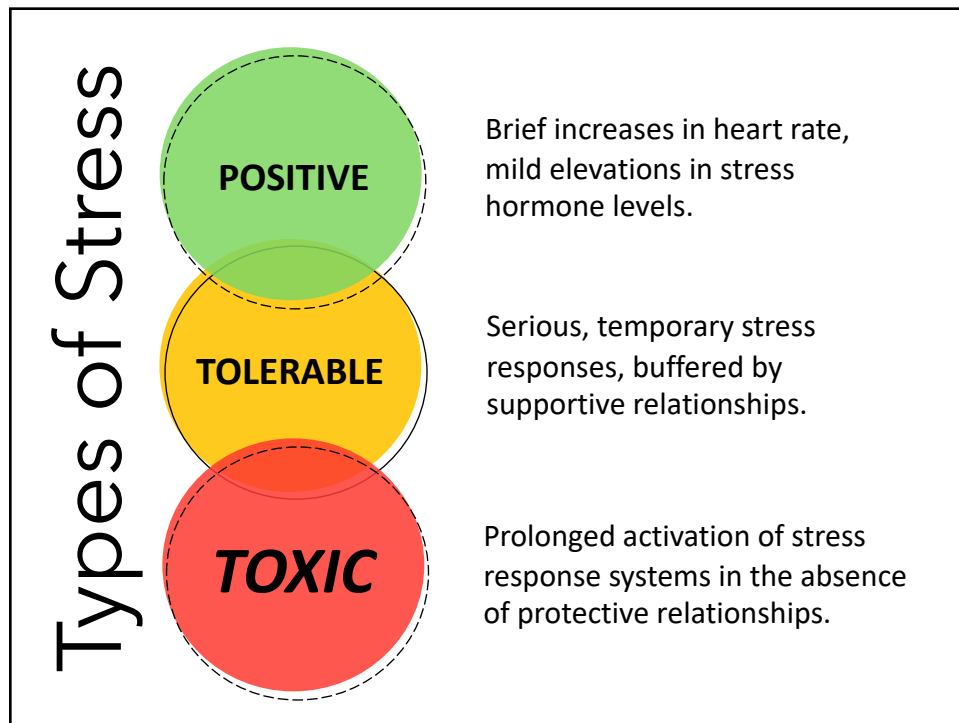 Types of Stress
POSITIVE
Brief increases in heart rate,
mild elevations in stress
hormone levels.
TOLERABLE
Serious, temporary stress
responses, buffered by
supportive relationships.
TOXIC
Prolonged activation of stress
response systems in the absence
of protective relationships.